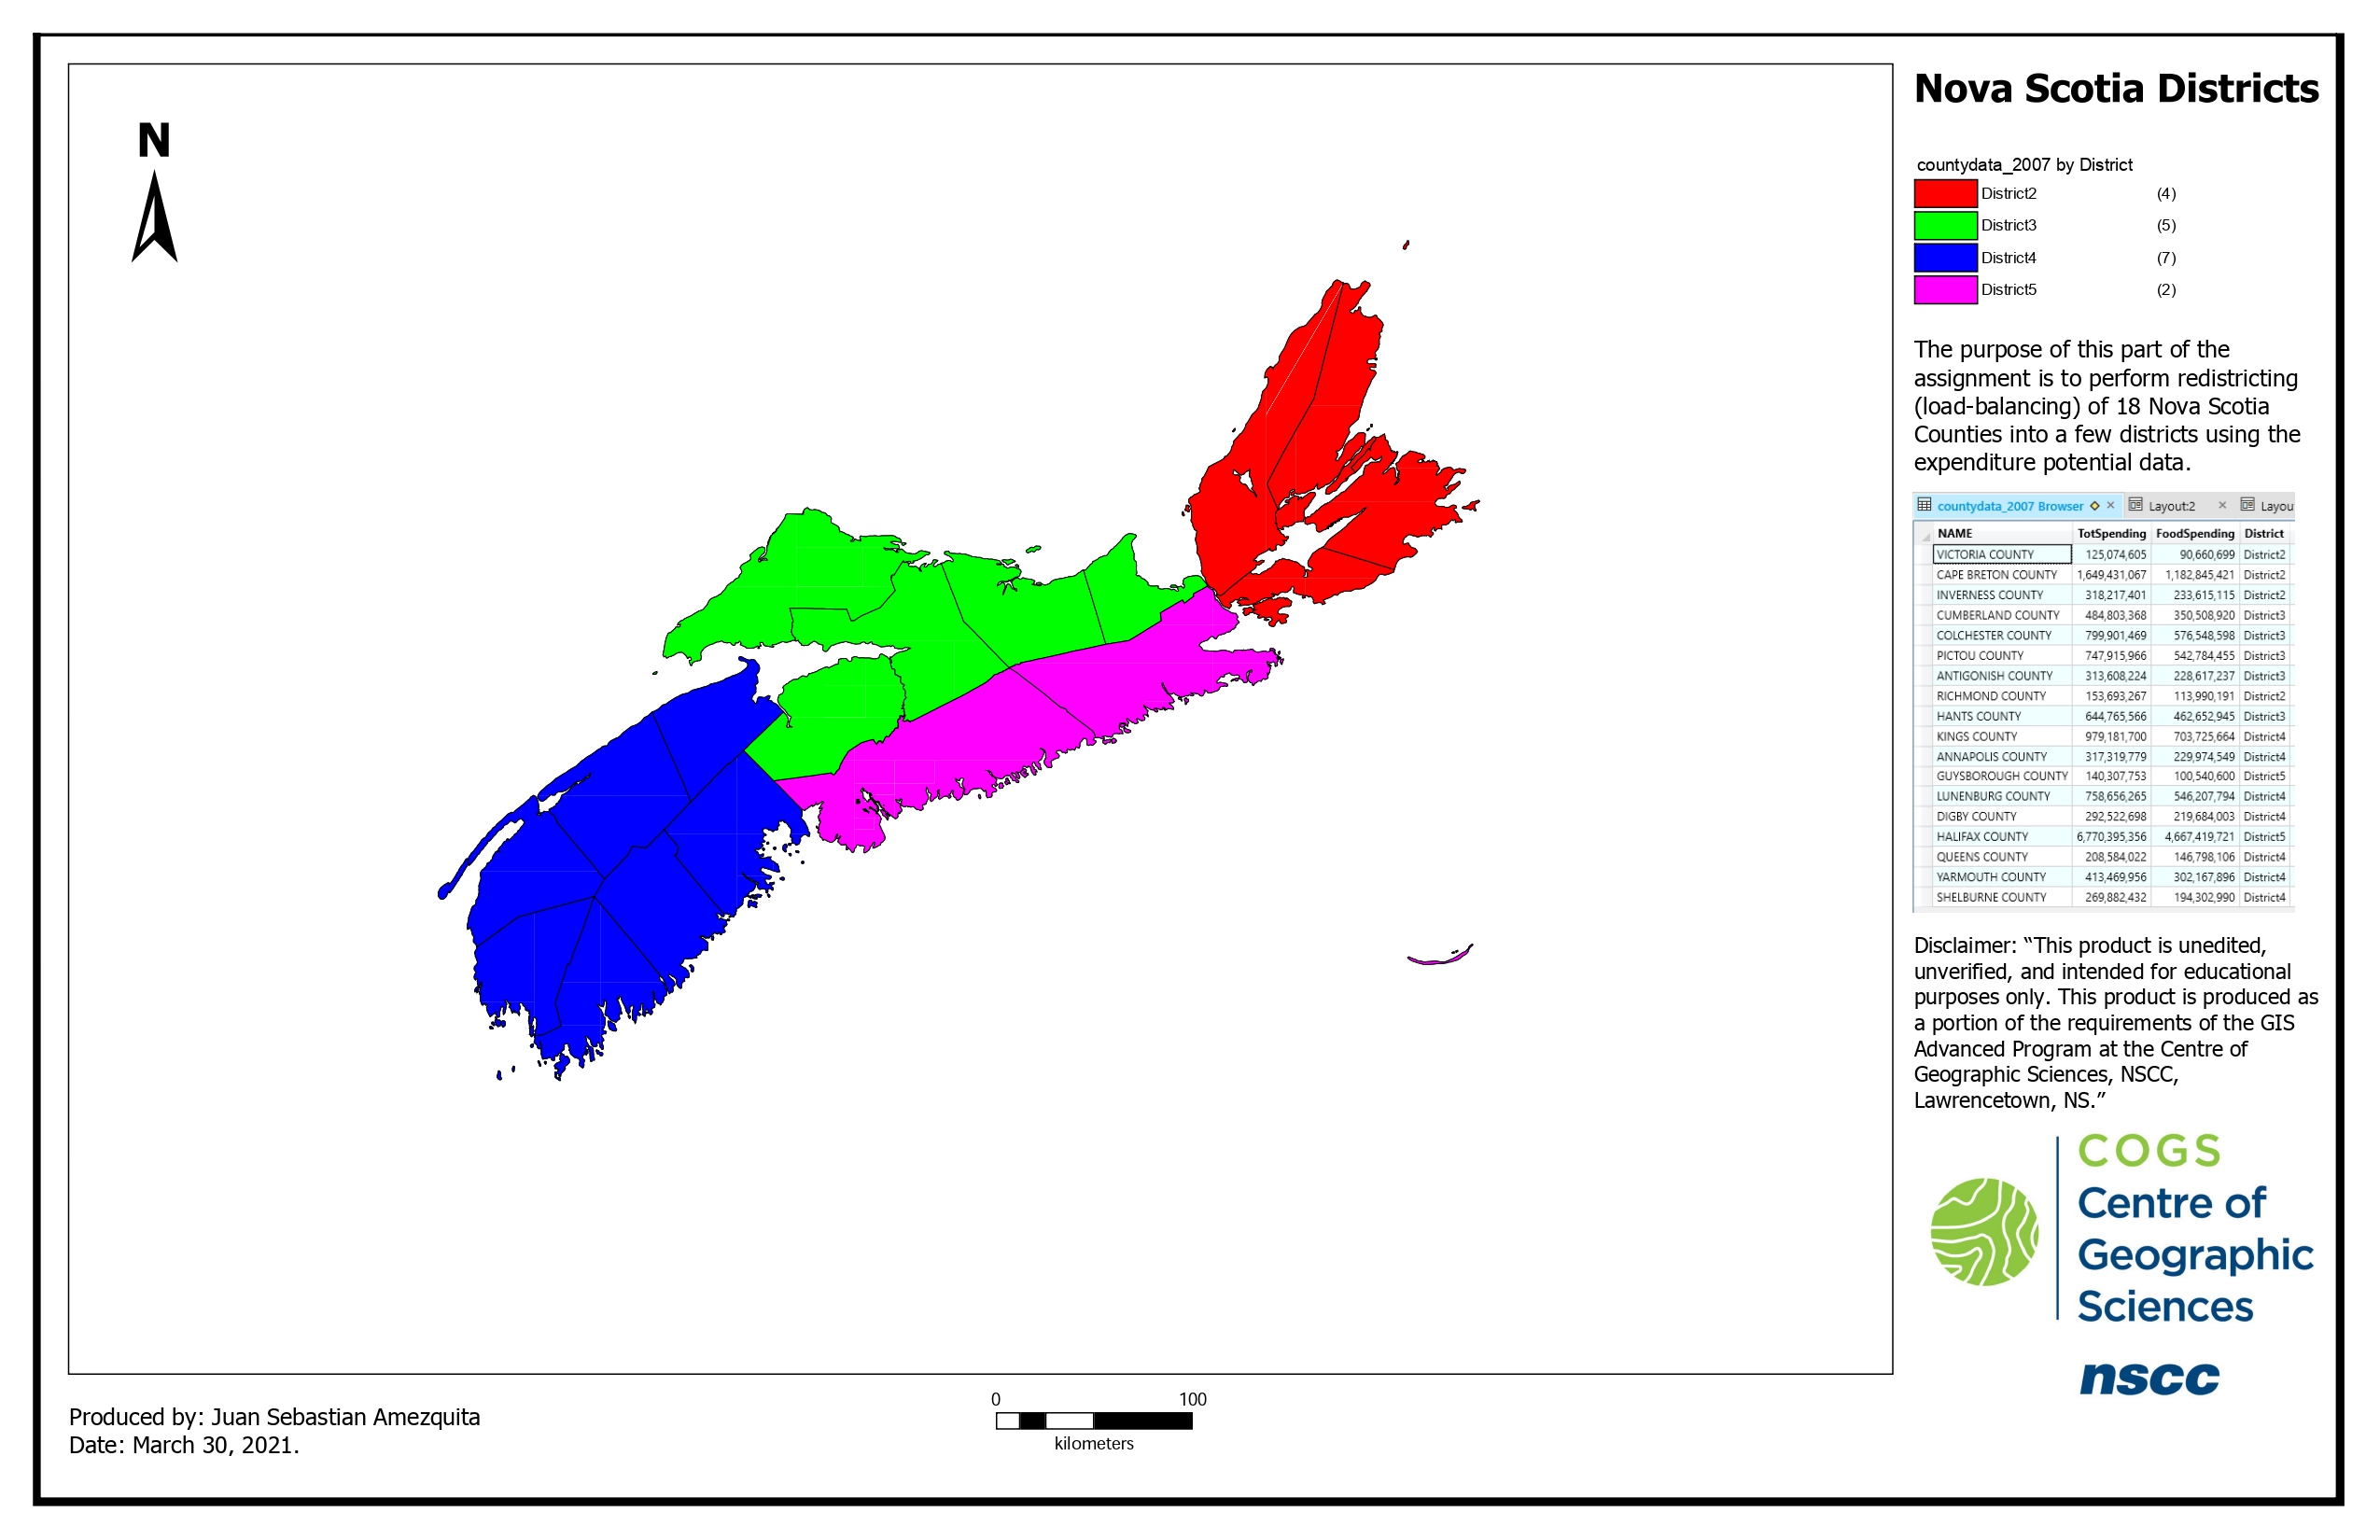 Nova Scotia Districts
N
countydata_2007 by District
District2 (4)
District3 (5)
District4 (7)
District5 (2)
The purpose of this part of the
assignment is to perform redistricting
(load-balancing) of 18 Nova Scotia
Counties into a few districts using the
expenditure potential data.
countydata_2007 Browser Layout:2 Layou
NAME TotSpending FoodSpending District
VICTORIA COUNTY 125,074,605 90,660,699 District2
CAPE BRETON COUNTY 1,649,431,067 1,182,845,421 District2
INVERNESS COUNTY 318,217,401 233,615,115 District2
CUMBERLAND COUNTY 484,803,368 350,508,920 District3
COLCHESTER COUNTY 799,901,469 576,548,598 District3
PICTOU COUNTY 747,915,966 542,784,455 District3
ANTIGONISH COUNTY 313,608,224 228,617,237 District3
RICHMOND COUNTY 153,693,267 113,990,191 District2
HANTS COUNTY 644,765,566 462,652,945 District3
KINGS COUNTY 979,181,700 703,725,664 District4
ANNAPOLIS COUNTY 317,319,779 229,974,549 District4
GUYSBOROUGH COUNTY 140,307,753 100,540,600 District5
LUNENBURG COUNTY 758,656,265 546,207,794 District4
DIGBY COUNTY 292,522,698 219,684,003 District4
HALIFAX COUNTY 6,770,395,356 4,667,419,721 District5
QUEENS COUNTY 208,584,022 146,798,106 District4
YARMOUTH COUNTY 413,469,956 302,167,896 District4
SHELBURNE COUNTY 269,882,432 194,302,990 District4
Disclaimer: “This product is unedited,
unverified, and intended for educational
purposes only. This product is produced as
a portion of the requirements of the GIS
Advanced Program at the Centre of
Geographic Sciences, NSCC,
Lawrencetown, NS.”
COGS
Centre of
Geographic
Sciences
nscc
0 100
kilometers
Produced by: Juan Sebastian Amezquita
Date: March 30, 2021.